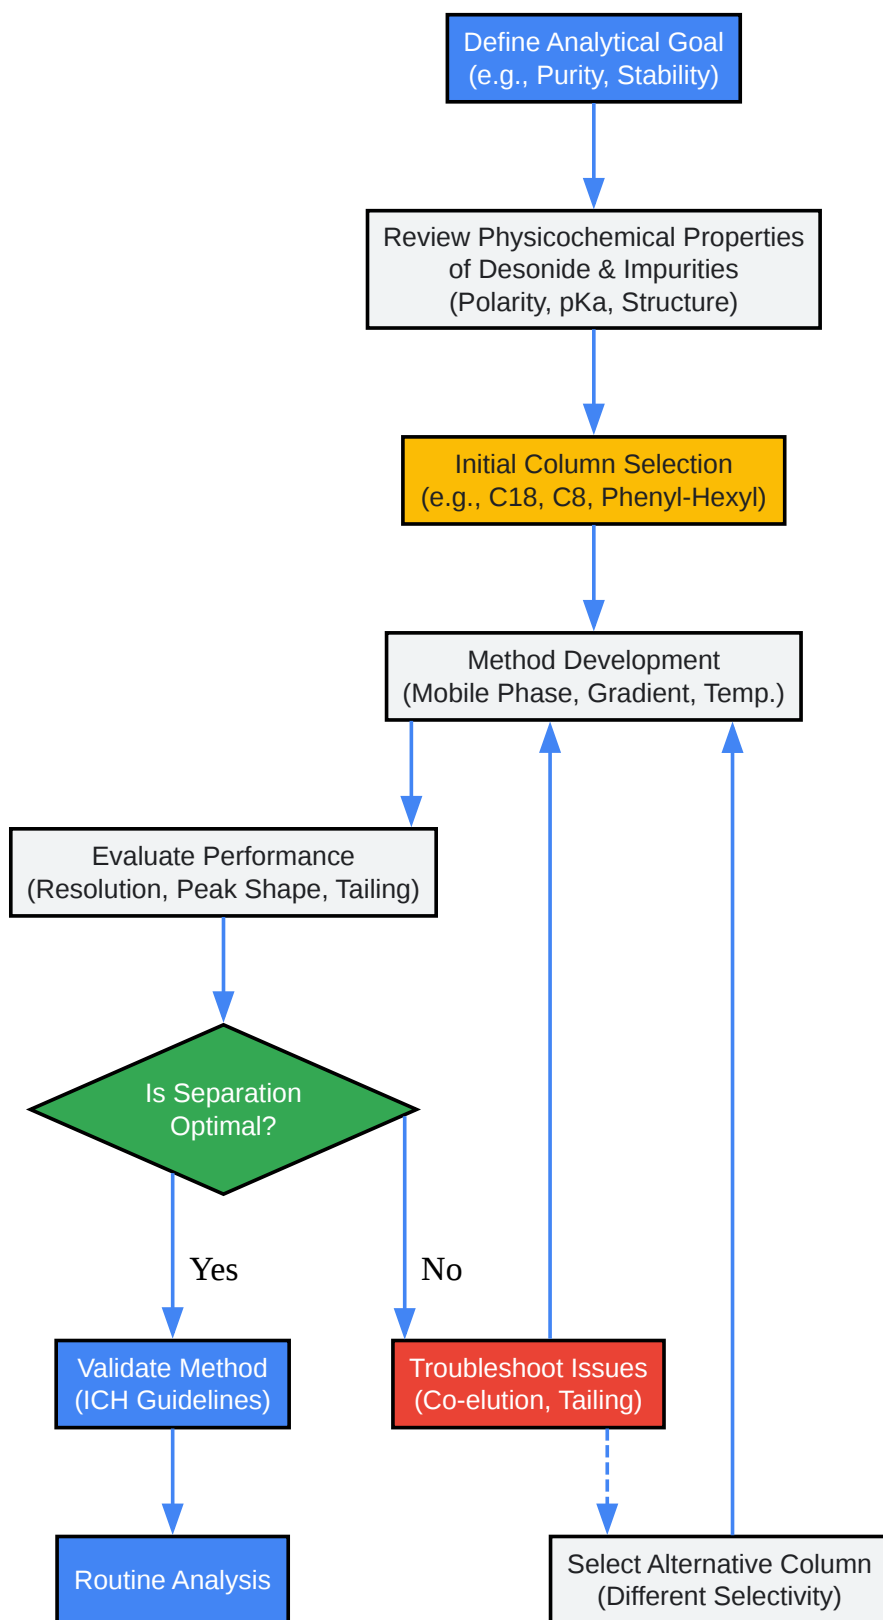 Define Analytical Goal
(e.g., Purity, Stability)
Review Physicochemical Properties
of Desonide & Impurities
(Polarity, pKa, Structure)
Initial Column Selection
(e.g., C18, C8, Phenyl-Hexyl)
Method Development
(Mobile Phase, Gradient, Temp.)
Evaluate Performance
(Resolution, Peak Shape, Tailing)
Is Separation
Optimal?
Yes
No
Validate Method
(ICH Guidelines)
Troubleshoot Issues
(Co-elution, Tailing)
Routine Analysis
Select Alternative Column
(Different Selectivity)